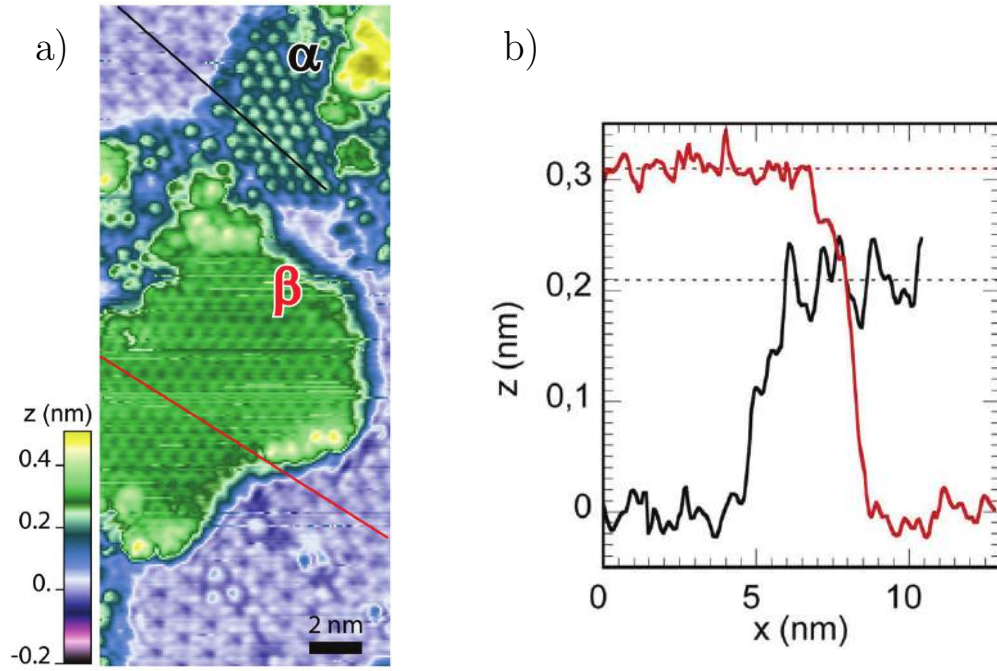 a)
α
β
z (nm)
0.4
0.2
0.
-0.2
2 nm
b)
0,3
0,2
0,1
0
z (nm)
0 5 10
x (nm)